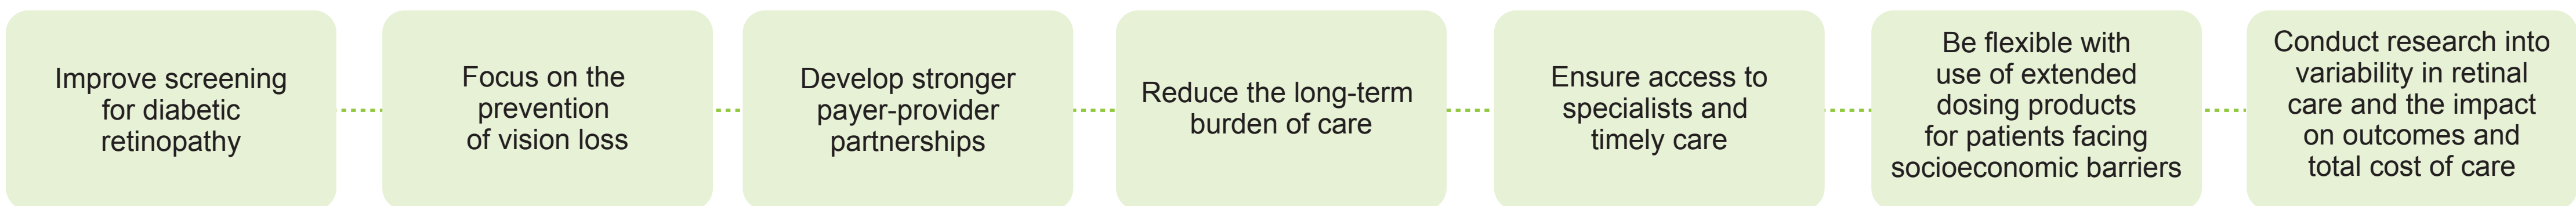 Improve screening
for diabetic
retinopathy
Focus on the
prevention
of vision loss
Develop stronger
payer-provider
partnerships
Reduce the long-term
burden of care
Ensure access to
specialists and
timely care
Be flexible with
use of extended
dosing products
for patients facing
socioeconomic barriers
Conduct research into
variability in retinal
care and the impact
on outcomes and
total cost of care